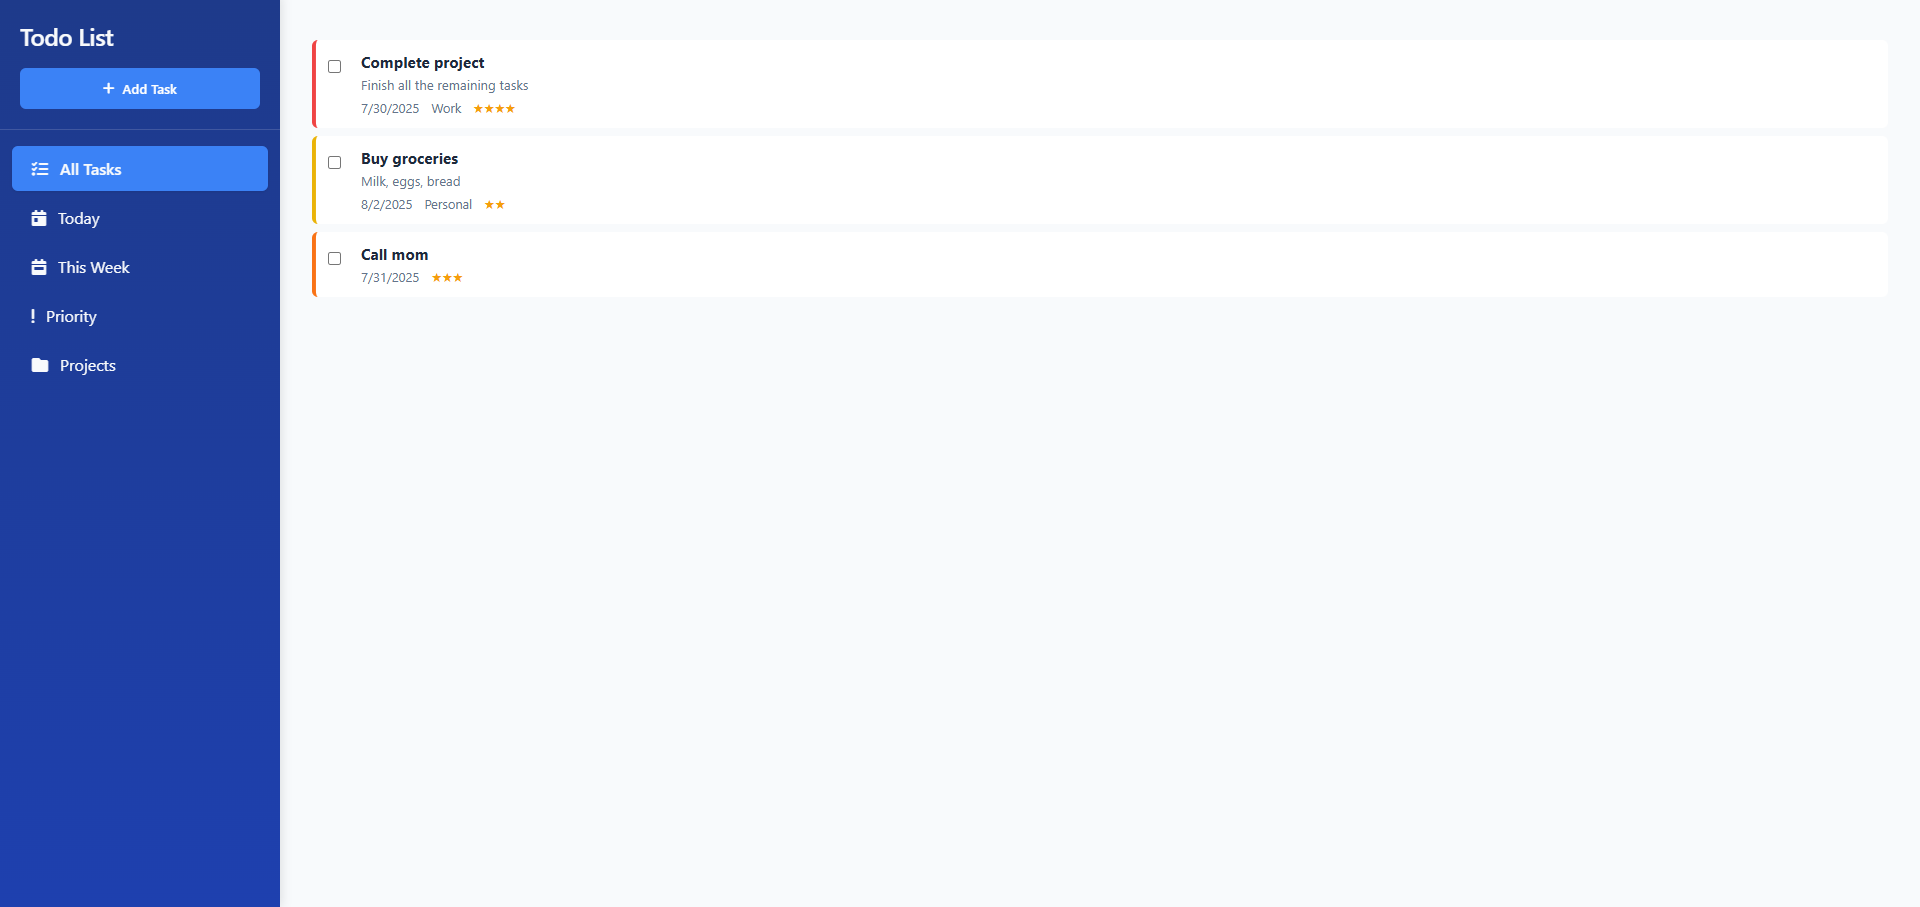 Todo List
+ Add Task
All Tasks
Today
This Week
! Priority
Projects
Complete project
Finish all the remaining tasks
7/30/2025 Work ★★★★
Buy groceries
Milk, eggs, bread
8/2/2025 Personal ★★
Call mom
7/31/2025 ★★★